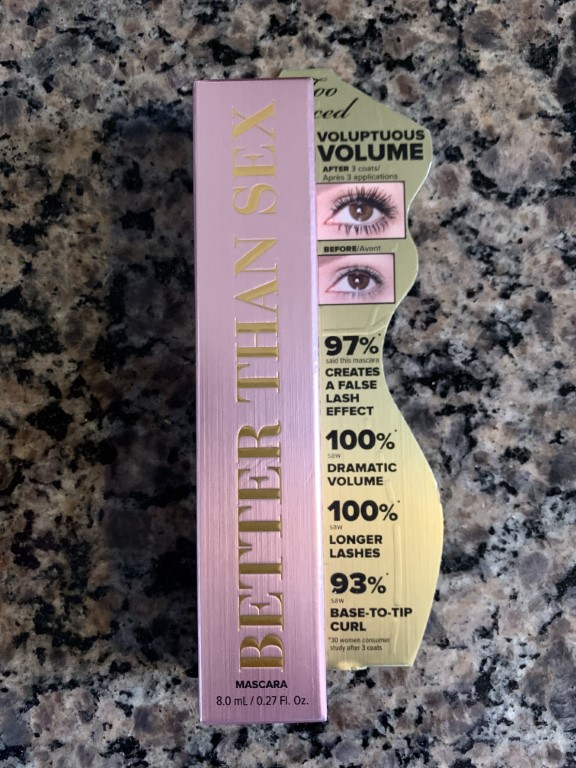 BETTER THAN SEX
MASCARA
8.0 mL / 0.27 Fl. Oz.
VOLUPTUOUS
VOLUME
AFTER 3 coats/
Après 3 applications
BEFORE/Avant
97%*
said this mascara
CREATES
A FALSE
LASH
EFFECT
100%*
saw
DRAMATIC
VOLUME
100%*
saw
LONGER
LASHES
93%*
saw
BASE-TO-TIP
CURL
*30 women consumer
study after 3 coats